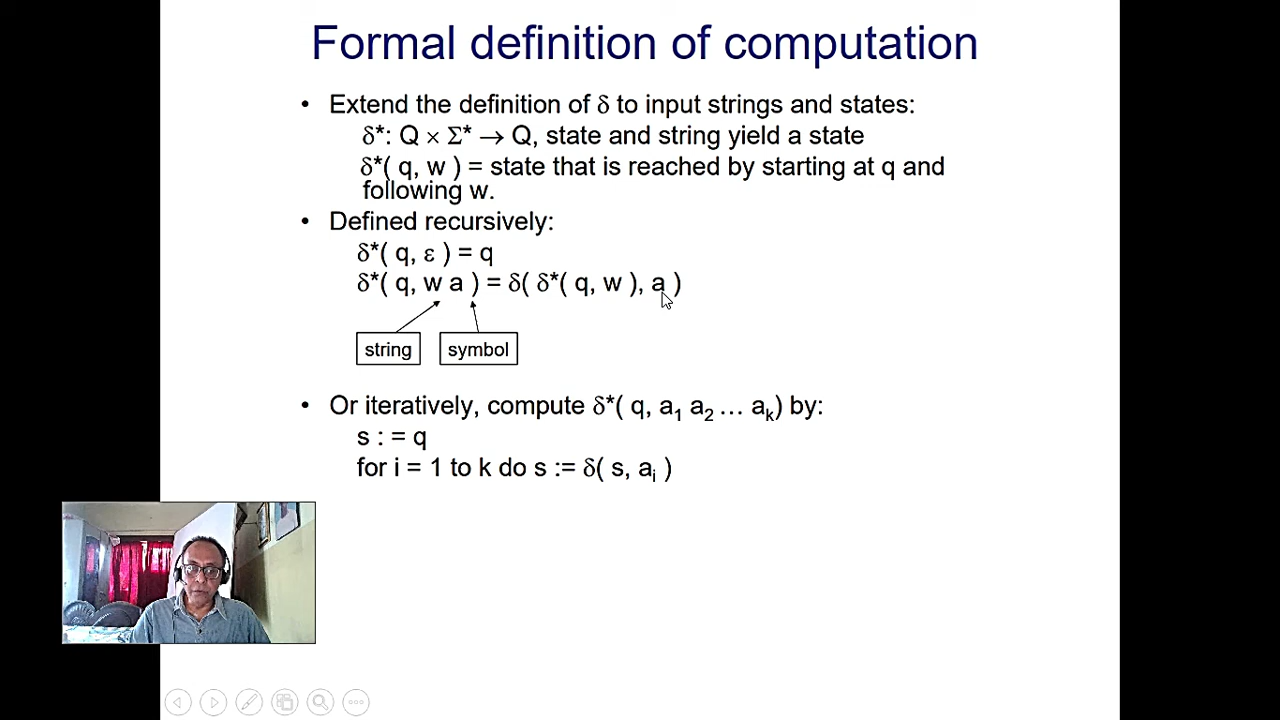 Formal definition of computation
• Extend the definition of δ to input strings and states:
δ*: Q × Σ* → Q, state and string yield a state
δ*( q, w ) = state that is reached by starting at q and
following w.
• Defined recursively:
δ*( q, ε ) = q
δ*( q, w a ) = δ( δ*( q, w ), a )
string symbol
• Or iteratively, compute δ*( q, a₁ a₂ … aₖ) by:
s : = q
for i = 1 to k do s := δ( s, aᵢ )